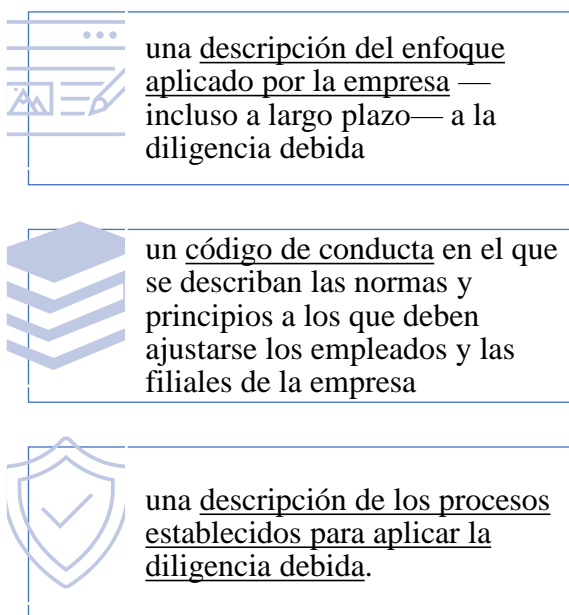 una descripción del enfoque
aplicado por la empresa —
incluso a largo plazo— a la
diligencia debida
un código de conducta en el que
se describan las normas y
principios a los que deben
ajustarse los empleados y las
filiales de la empresa
una descripción de los procesos
establecidos para aplicar la
diligencia debida.